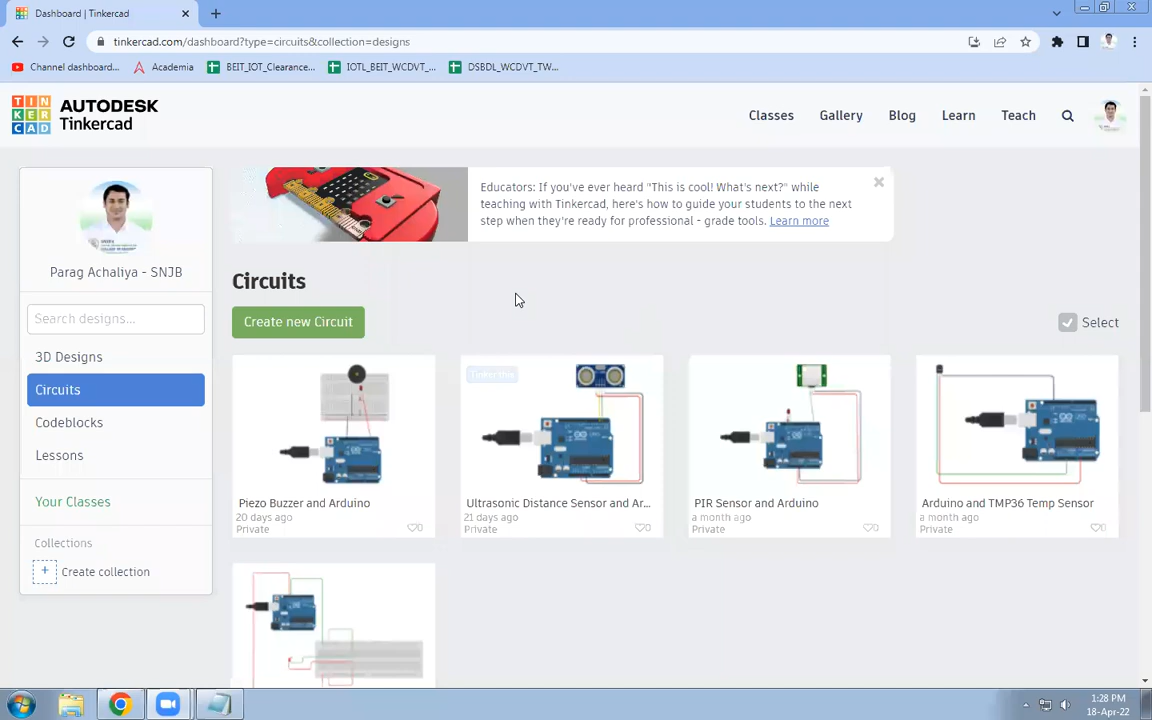 Dashboard | Tinkercad
tinkercad.com/dashboard?type=circuits&collection=designs
Channel dashboard...
Academia
BEIT_IOT_Clearance...
IOTL_BEIT_WCDVT_...
DSBDL_WCDVT_TW...
TIN
KER
CAD
AUTODESK
Tinkercad
Classes
Gallery
Blog
Learn
Teach
Parag Achaliya - SNJB
Search designs...
3D Designs
Circuits
Codeblocks
Lessons
Your Classes
Collections
+ Create collection
Educators: If you've ever heard "This is cool! What's next?" while
teaching with Tinkercad, here's how to guide your students to the next
step when they're ready for professional - grade tools. Learn more
Circuits
Create new Circuit
Select
Piezo Buzzer and Arduino
20 days ago
Private
0
Tinker this
Ultrasonic Distance Sensor and Ar...
21 days ago
Private
0
PIR Sensor and Arduino
a month ago
Private
0
Arduino and TMP36 Temp Sensor
a month ago
Private
0
1:28 PM
18-Apr-22